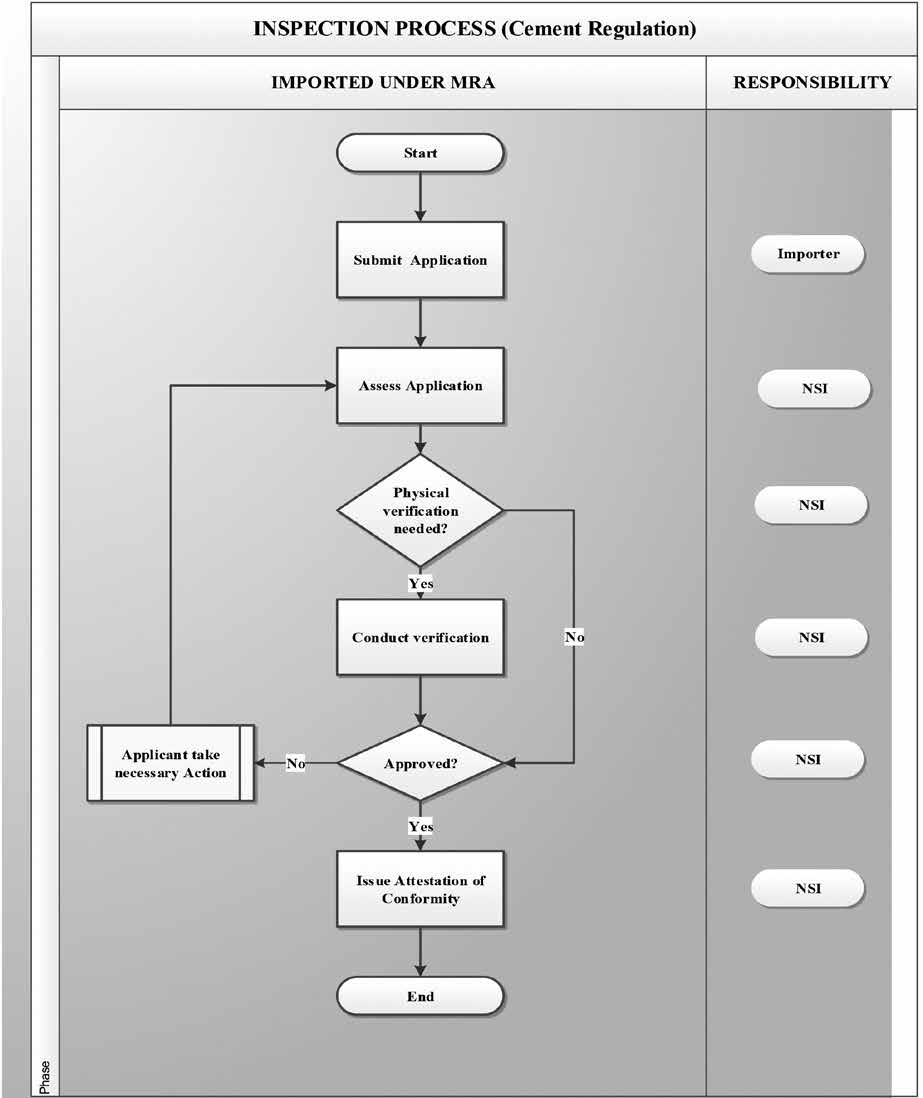 INSPECTION PROCESS (Cement Regulation)
IMPORTED UNDER MRA
RESPONSIBILITY
Start
Submit Application
Importer
Assess Application
NSI
Physical
verification
needed?
NSI
Yes
Conduct verification
No
NSI
Applicant take
necessary Action
No
Approved?
NSI
Yes
Issue Attestation of
Conformity
NSI
End
Phase